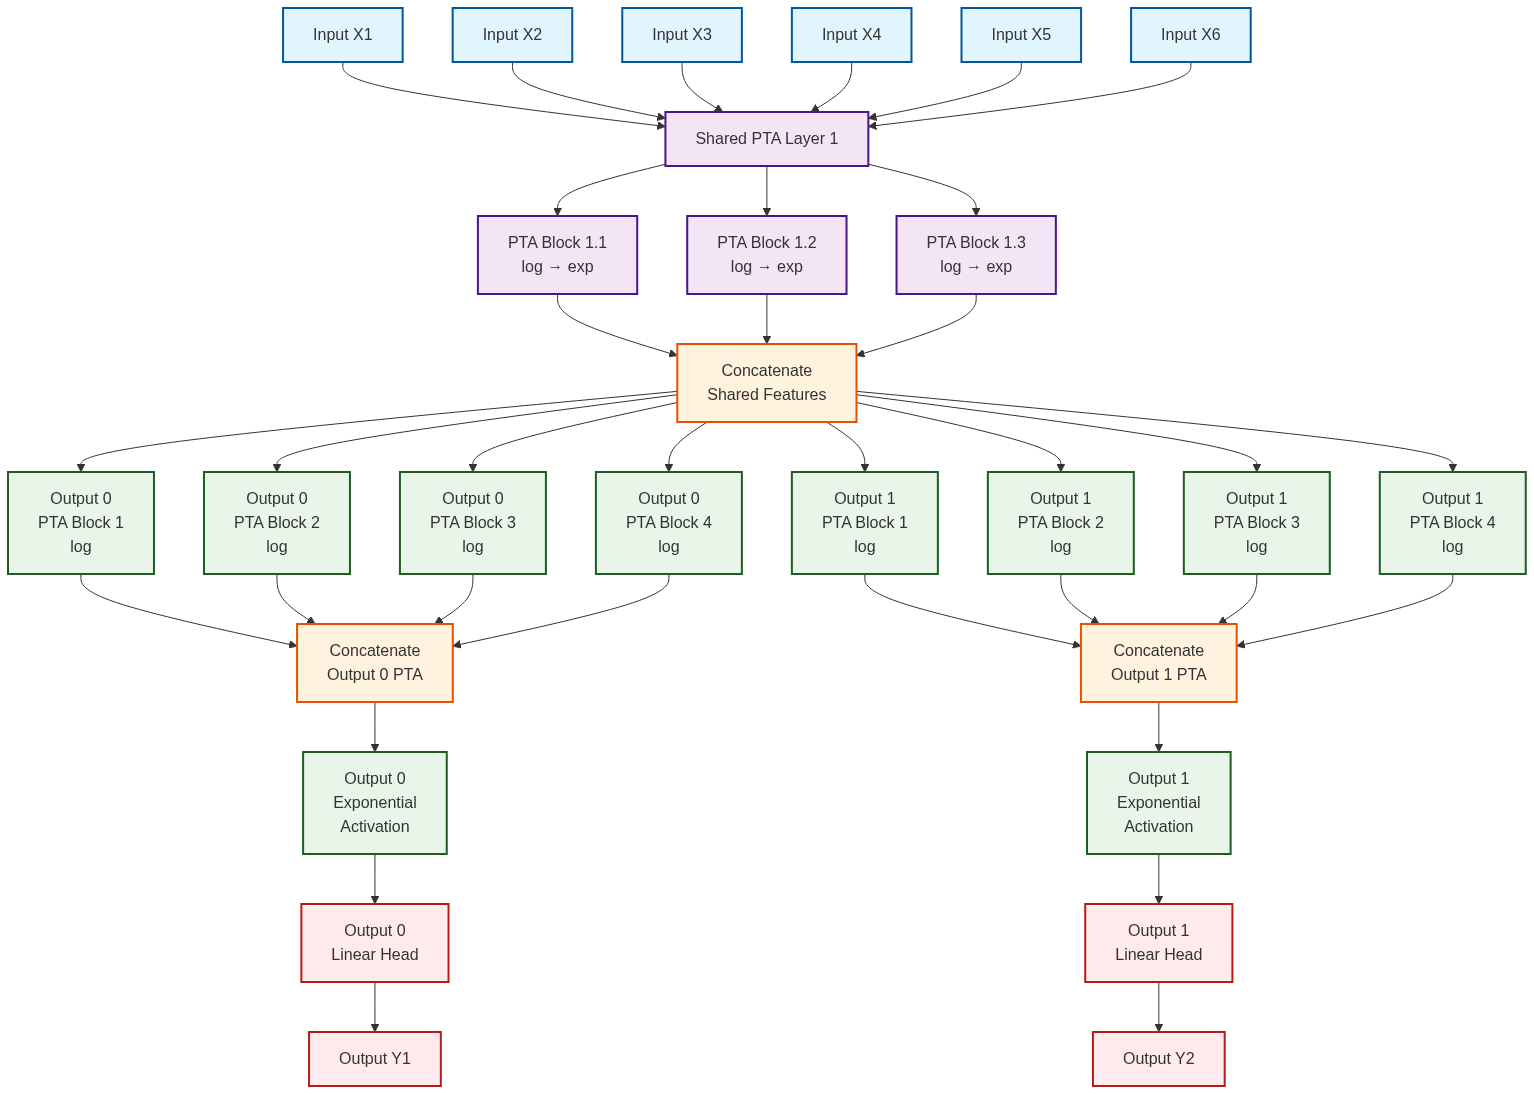 Input X1
Input X2
Input X3
Input X4
Input X5
Input X6
Shared PTA Layer 1
PTA Block 1.1
log → exp
PTA Block 1.2
log → exp
PTA Block 1.3
log → exp
Concatenate
Shared Features
Output 0
PTA Block 1
log
Output 0
PTA Block 2
log
Output 0
PTA Block 3
log
Output 0
PTA Block 4
log
Output 1
PTA Block 1
log
Output 1
PTA Block 2
log
Output 1
PTA Block 3
log
Output 1
PTA Block 4
log
Concatenate
Output 0 PTA
Concatenate
Output 1 PTA
Output 0
Exponential
Activation
Output 1
Exponential
Activation
Output 0
Linear Head
Output 1
Linear Head
Output Y1
Output Y2